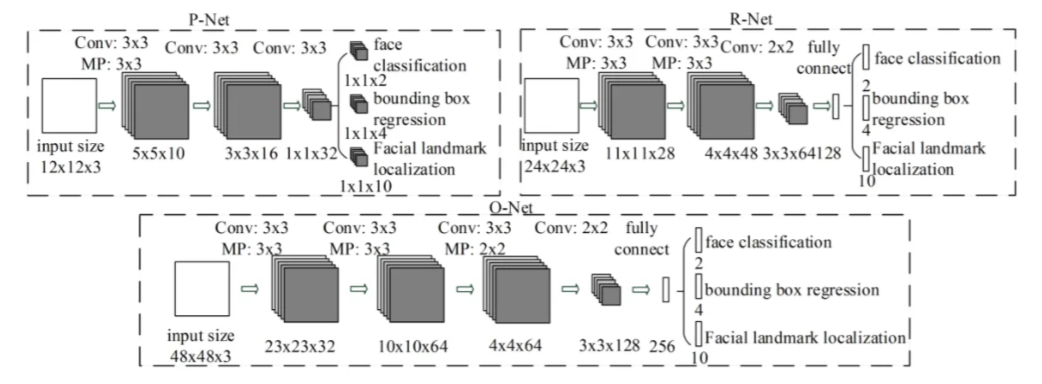 P-Net
Conv: 3x3 Conv: 3x3 Conv: 3x3
MP: 3x3
face
classification
1x1x2
bounding box
regression
1x1x4
Facial landmark
localization
1x1x10
input size
12x12x3
5x5x10 3x3x16 1x1x32
R-Net
Conv: 3x3 Conv: 3x3 Conv: 2x2 fully
MP: 3x3 MP: 3x3 connect
face classification
2
bounding box
regression
4
Facial landmark
localization
10
input size
24x24x3
11x11x28 4x4x48 3x3x64 128
O-Net
Conv: 3x3 Conv: 3x3 Conv: 3x3 Conv: 2x2 fully
MP: 3x3 MP: 3x3 MP: 2x2 connect
face classification
2
bounding box regression
4
Facial landmark localization
10
input size
48x48x3
23x23x32 10x10x64 4x4x64 3x3x128 256